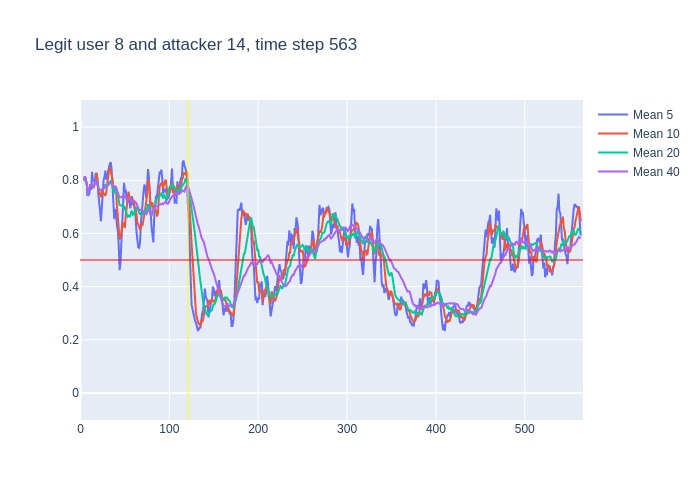 Legit user 8 and attacker 14, time step 563
Mean 5
Mean 10
Mean 20
Mean 40
1
0.8
0.6
0.4
0.2
0
0 100 200 300 400 500